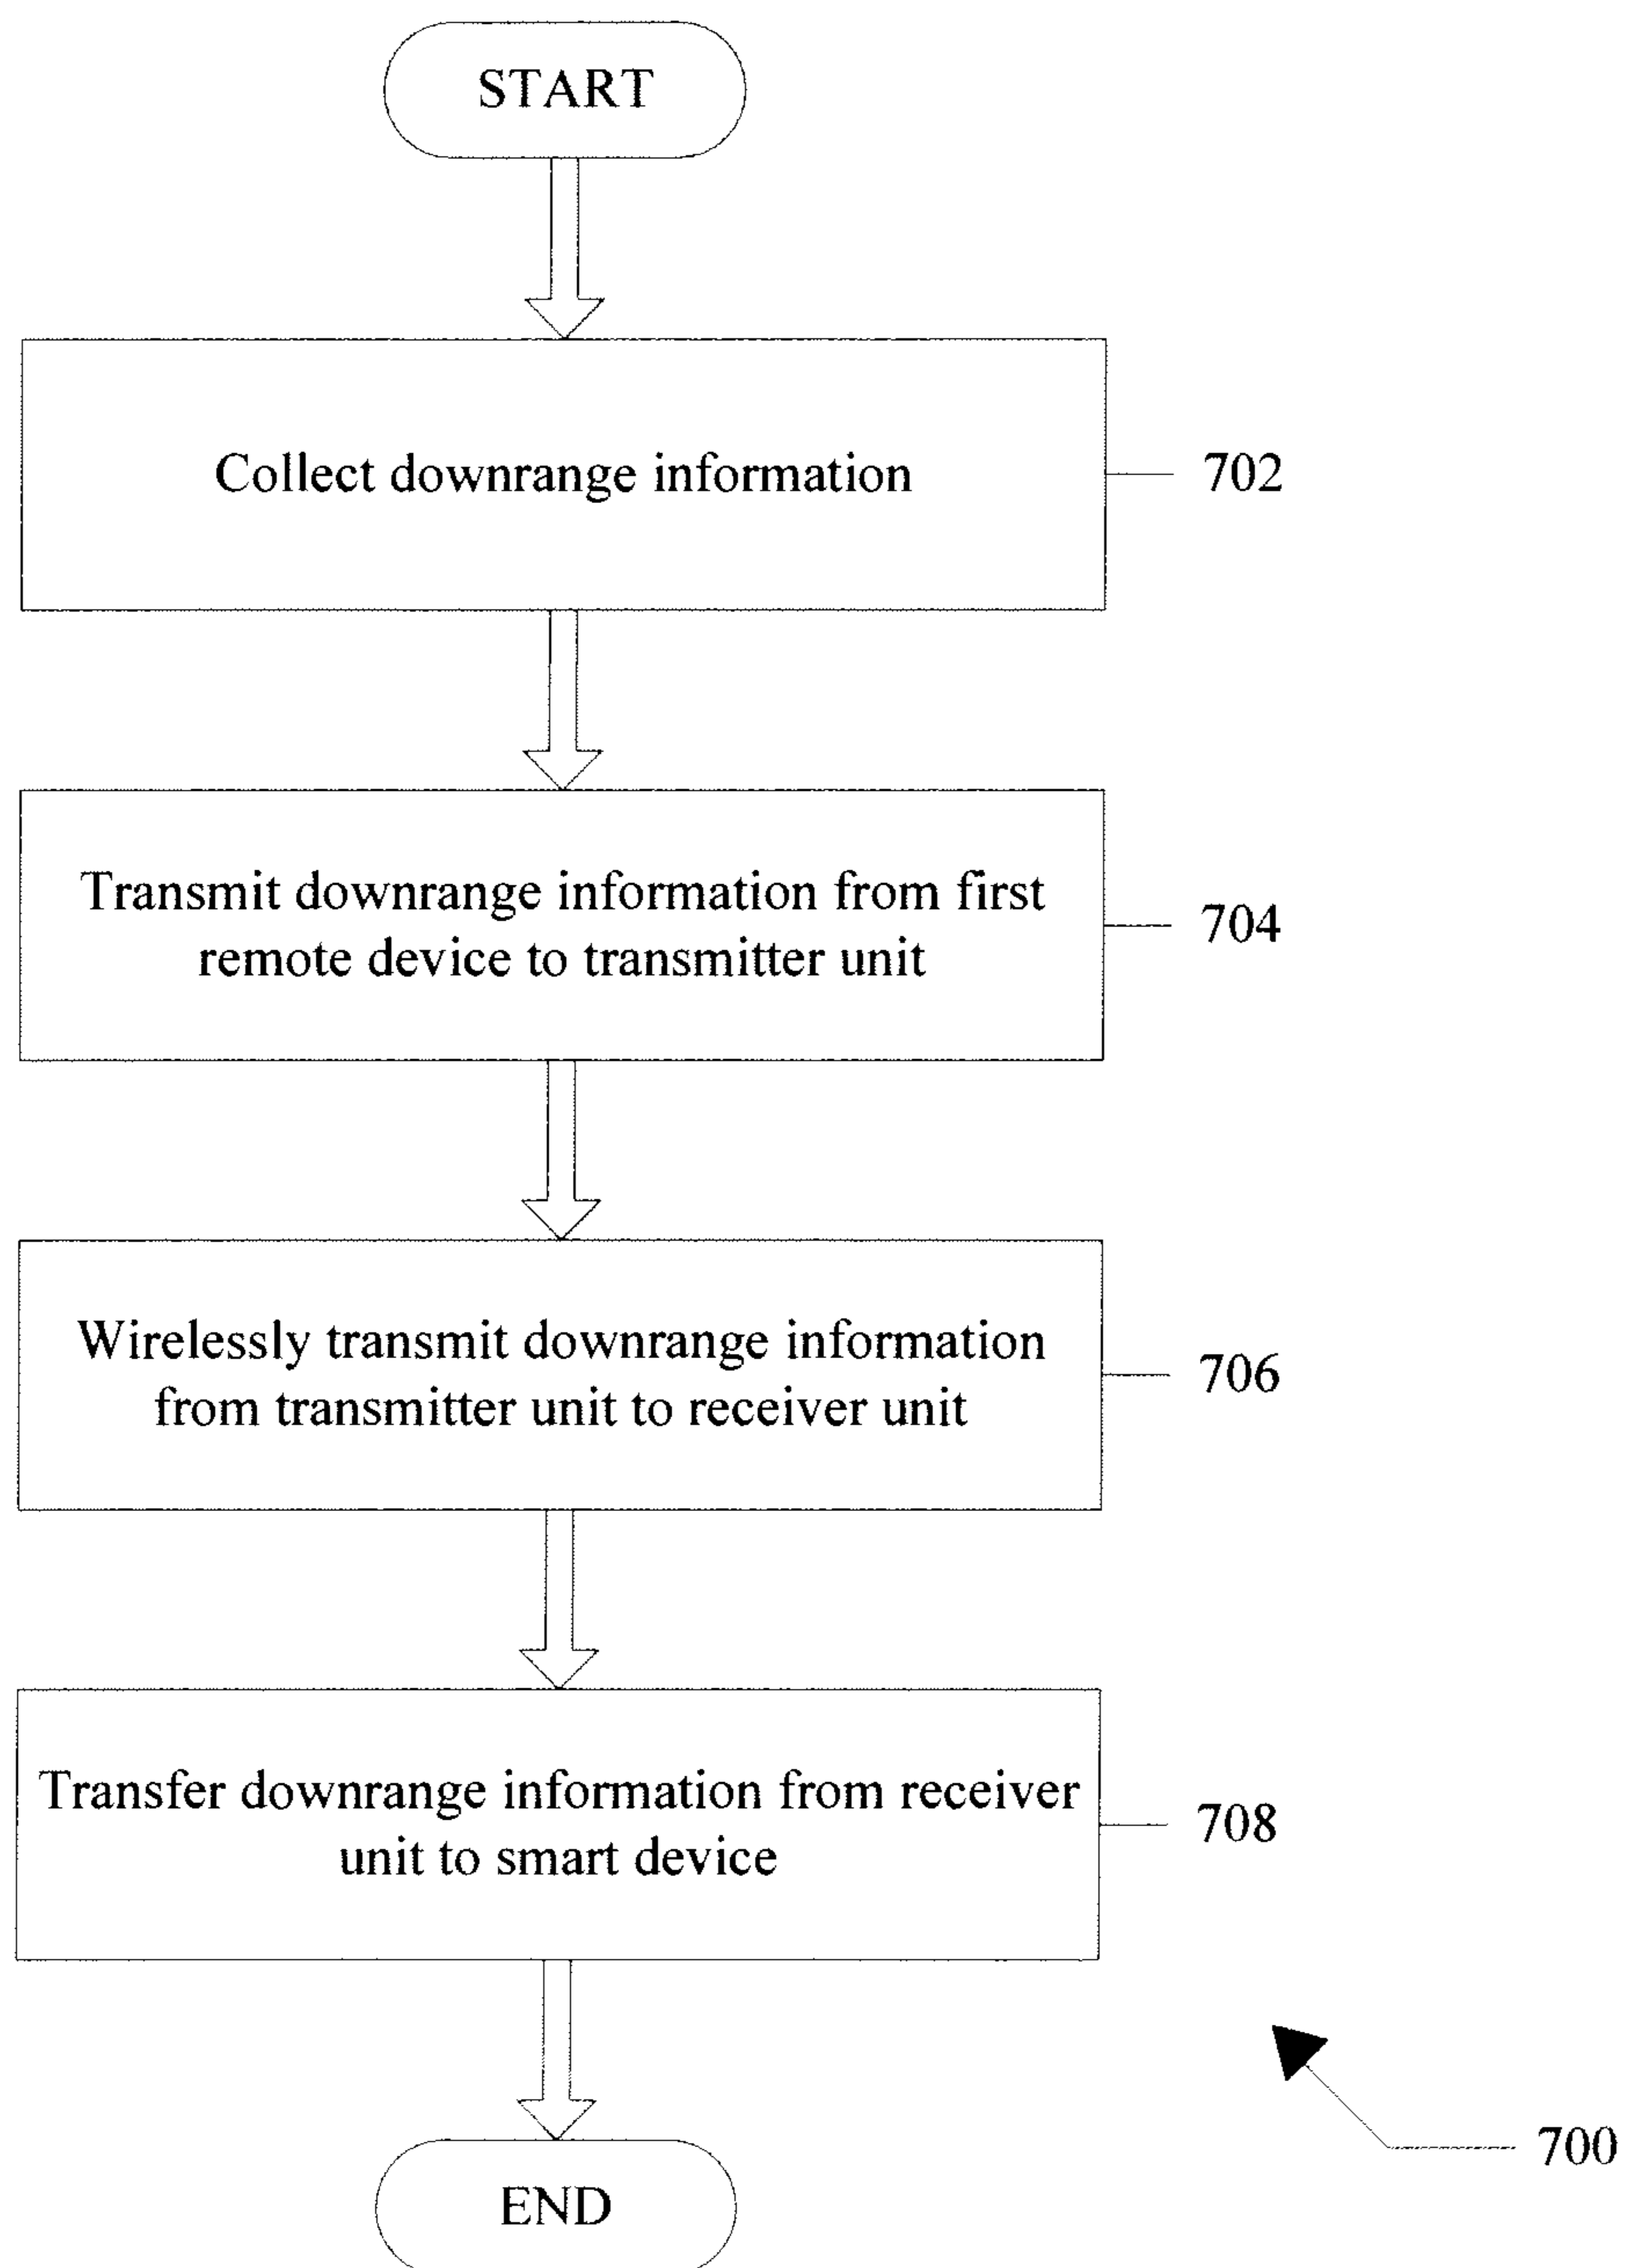 START
Collect downrange information
702
Transmit downrange information from first
remote device to transmitter unit
704
Wirelessly transmit downrange information
from transmitter unit to receiver unit
706
Transfer downrange information from receiver
unit to smart device
708
700
END